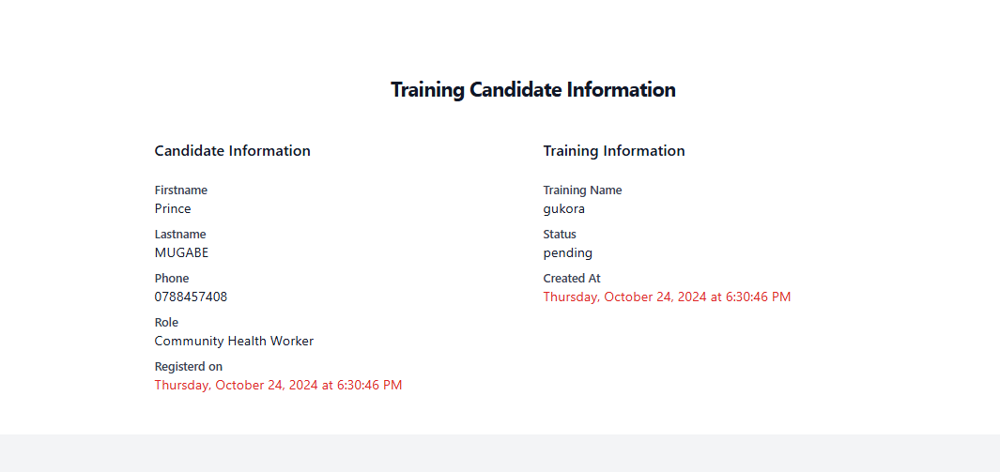 Training Candidate Information
Candidate Information
Firstname
Prince
Lastname
MUGABE
Phone
0788457408
Role
Community Health Worker
Registerd on
Thursday, October 24, 2024 at 6:30:46 PM
Training Information
Training Name
gukora
Status
pending
Created At
Thursday, October 24, 2024 at 6:30:46 PM